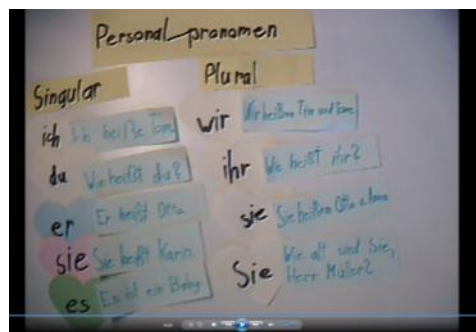 Personalpronomen
Singular
ich Ich heiße Tom.
du Wie heißt du?
er Er heißt Otto.
sie Sie heißt Karin.
es Es ist ein Baby.
Plural
wir Wir heißen Tim und Tom.
ihr Wie heißt ihr?
sie Sie heißen Otto u.
Sie Wie alt sind Sie,
Herr Müller?